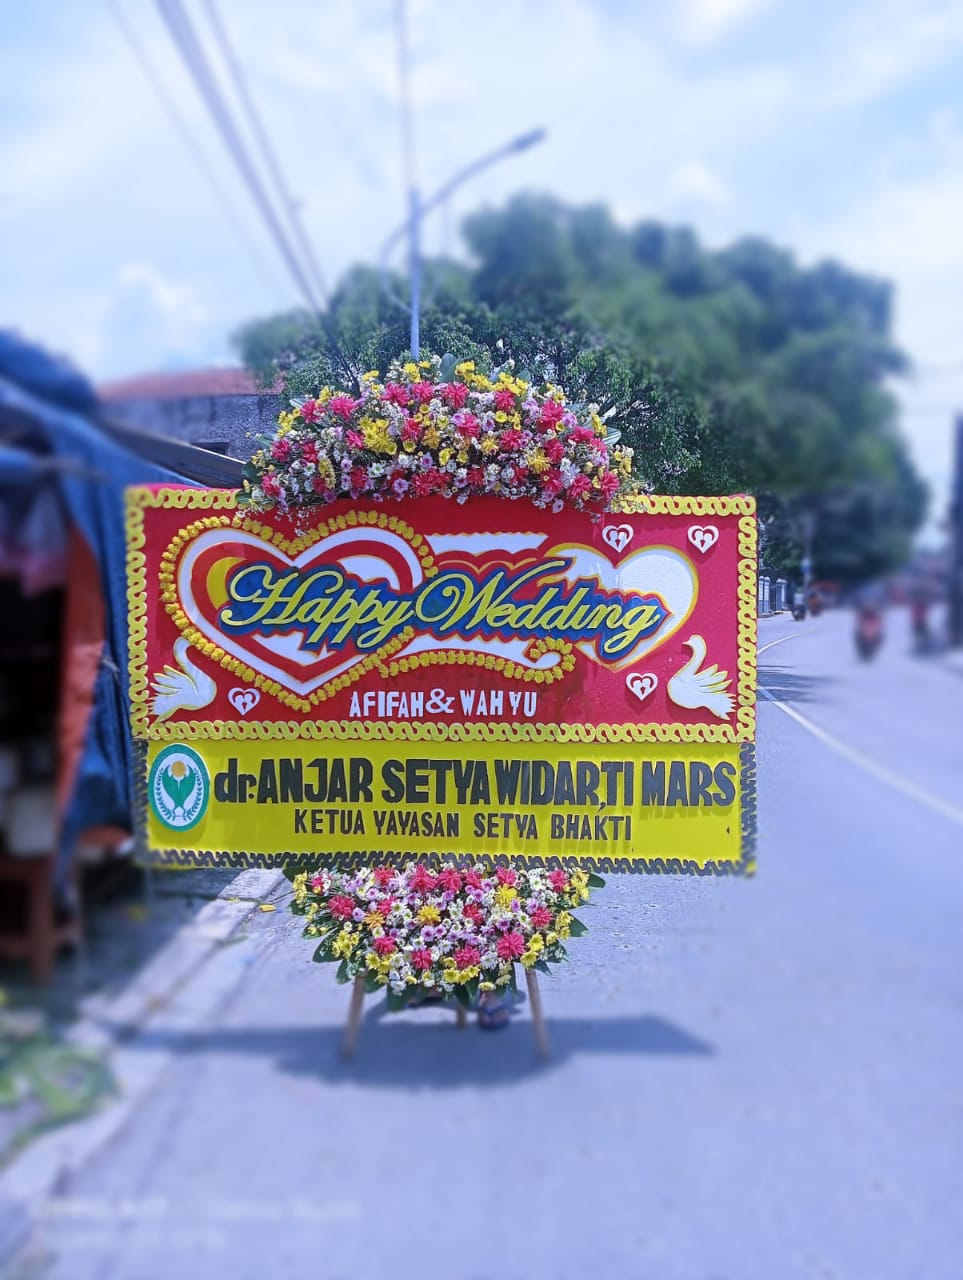 Happy Wedding
AFIFAH & WAHYU
dr. ANJAR SETYA WIDARTI, MARS
KETUA YAYASAN SETYA BHAKTI